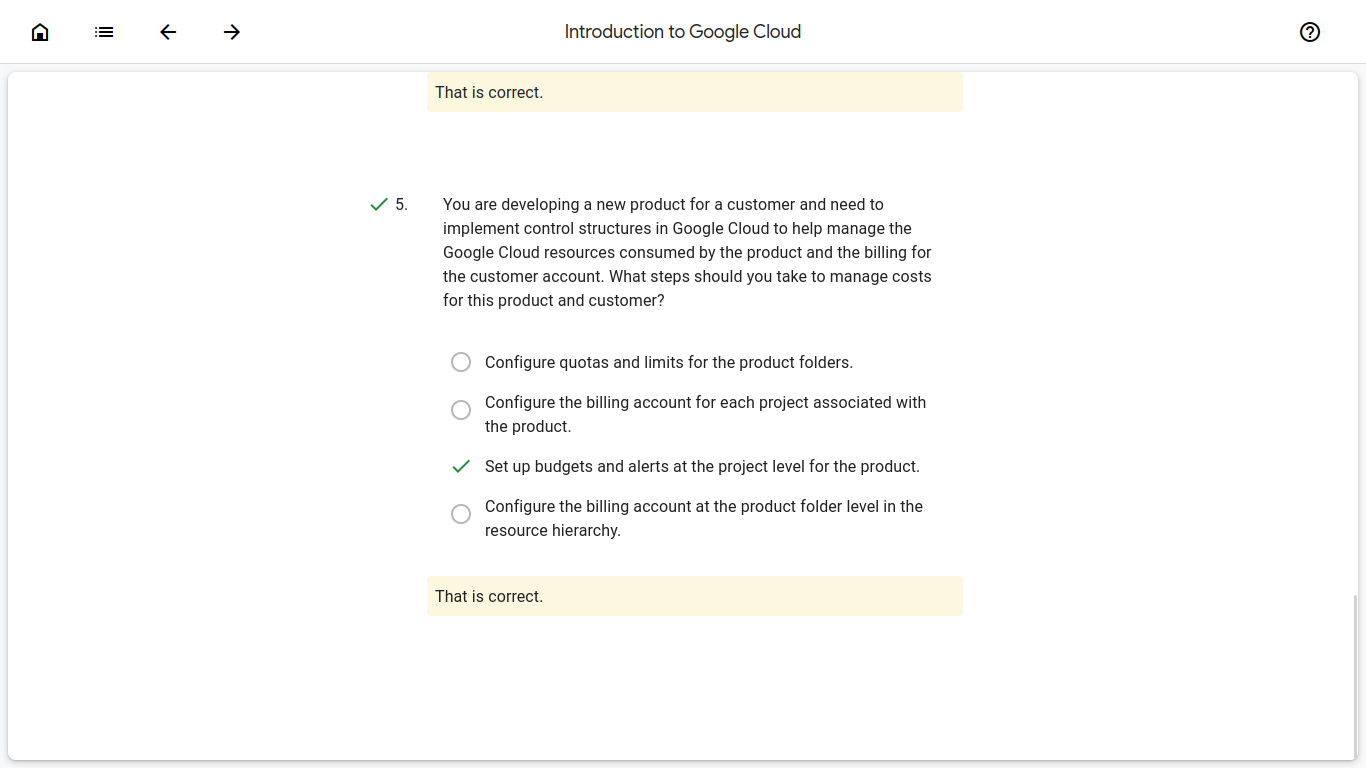 Introduction to Google Cloud
That is correct.
5.
You are developing a new product for a customer and need to
implement control structures in Google Cloud to help manage the
Google Cloud resources consumed by the product and the billing for
the customer account. What steps should you take to manage costs
for this product and customer?
Configure quotas and limits for the product folders.
Configure the billing account for each project associated with
the product.
Set up budgets and alerts at the project level for the product.
Configure the billing account at the product folder level in the
resource hierarchy.
That is correct.